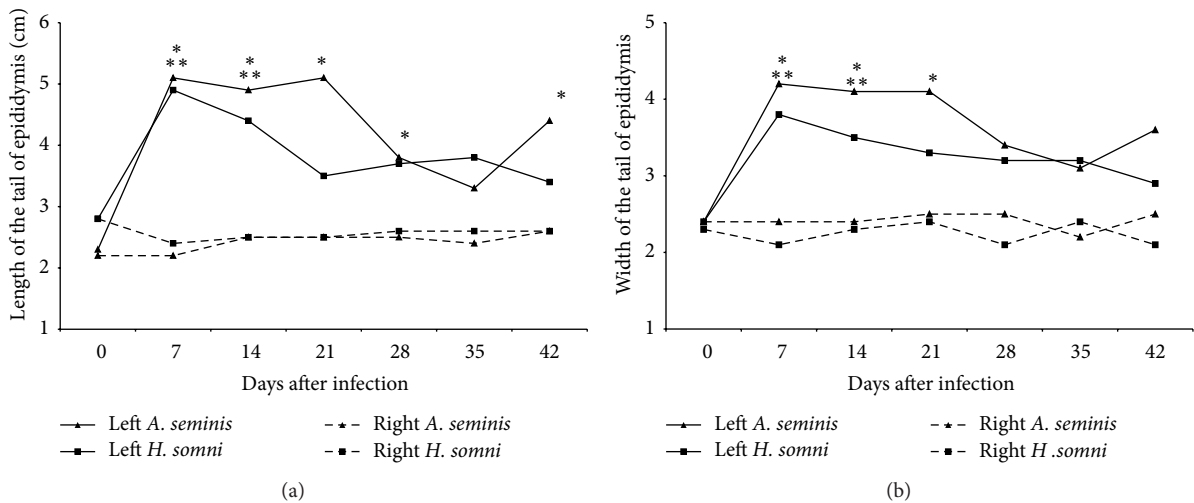 Length of the tail of epididymis (cm)
6
5
4
3
2
1
*
**
*
**
*
*
*
0 7 14 21 28 35 42
Days after infection
Left A. seminis
Right A. seminis
Left H. somni
Right H. somni
(a)
Width of the tail of epididymis
5
4
3
2
1
*
**
*
**
*
0 7 14 21 28 35 42
Days after infection
Left A. seminis
Right A. seminis
Left H. somni
Right H .somni
(b)